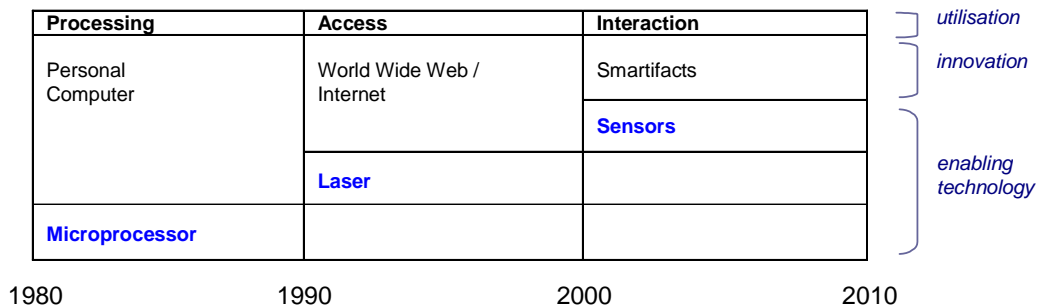 Processing Access Interaction utilisation
Personal World Wide Web / Smartifacts innovation
Computer Internet
Sensors
enabling
Laser technology
Microprocessor
1980 1990 2000 2010